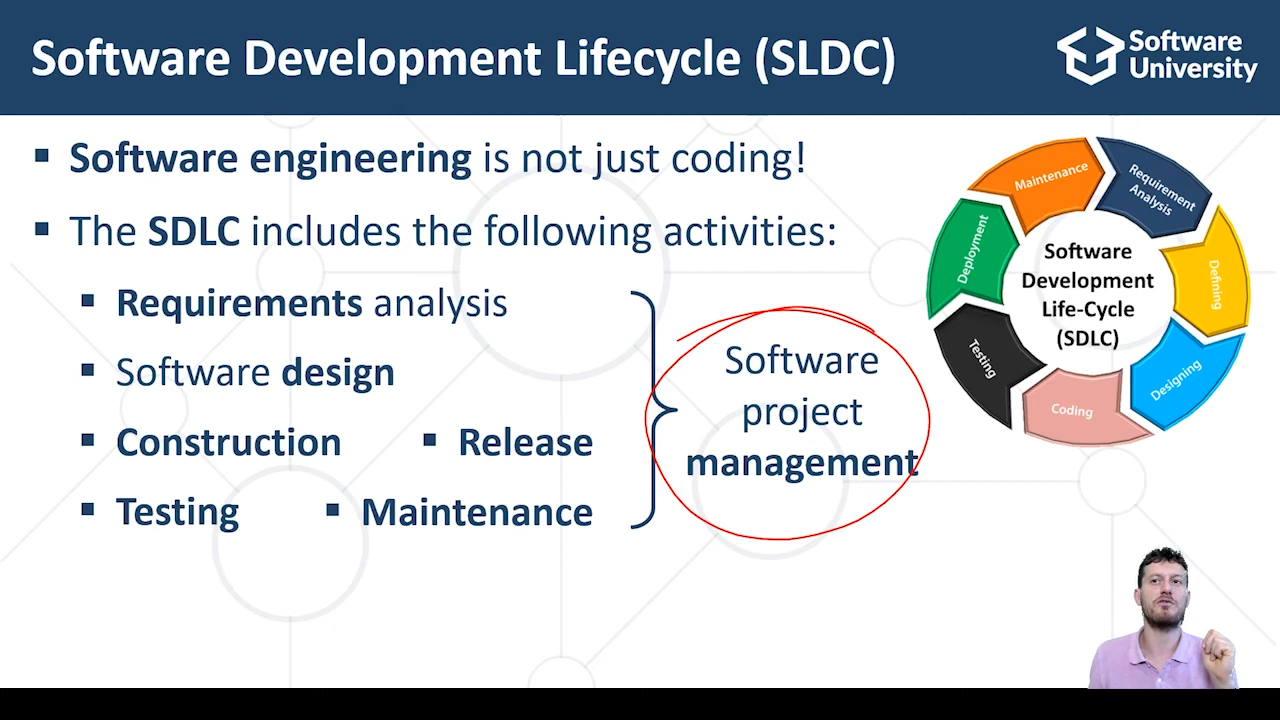 Software Development Lifecycle (SLDC)
Software
University
▪ Software engineering is not just coding!
▪ The SDLC includes the following activities:
▪ Requirements analysis
▪ Software design
▪ Construction ▪ Release
▪ Testing ▪ Maintenance
Software
project
management
Maintenance
Requirement
Analysis
Defining
Designing
Coding
Testing
Deployment
Software
Development
Life-Cycle
(SDLC)